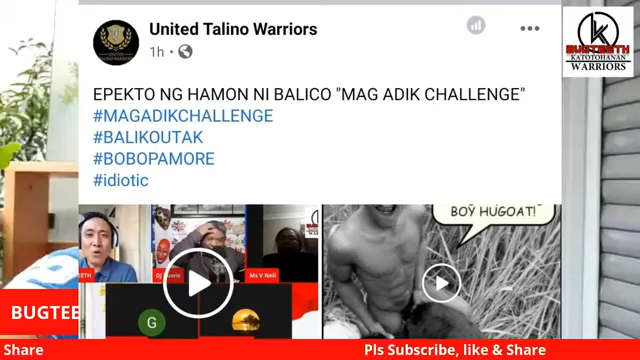 United Talino Warriors
1h
EPEKTO NG HAMON NI BALICO "MAG ADIK CHALLENGE"
#MAGADIKCHALLENGE
#BALIKOUTAK
#BOBOPAMORE
#idiotic
BUGTEETH
KATOTOHANAN
WARRIORS
BOY HUGOAT!
Ms V Neil
G
BUGTEE
Share
Pls Subscribe, like & Share